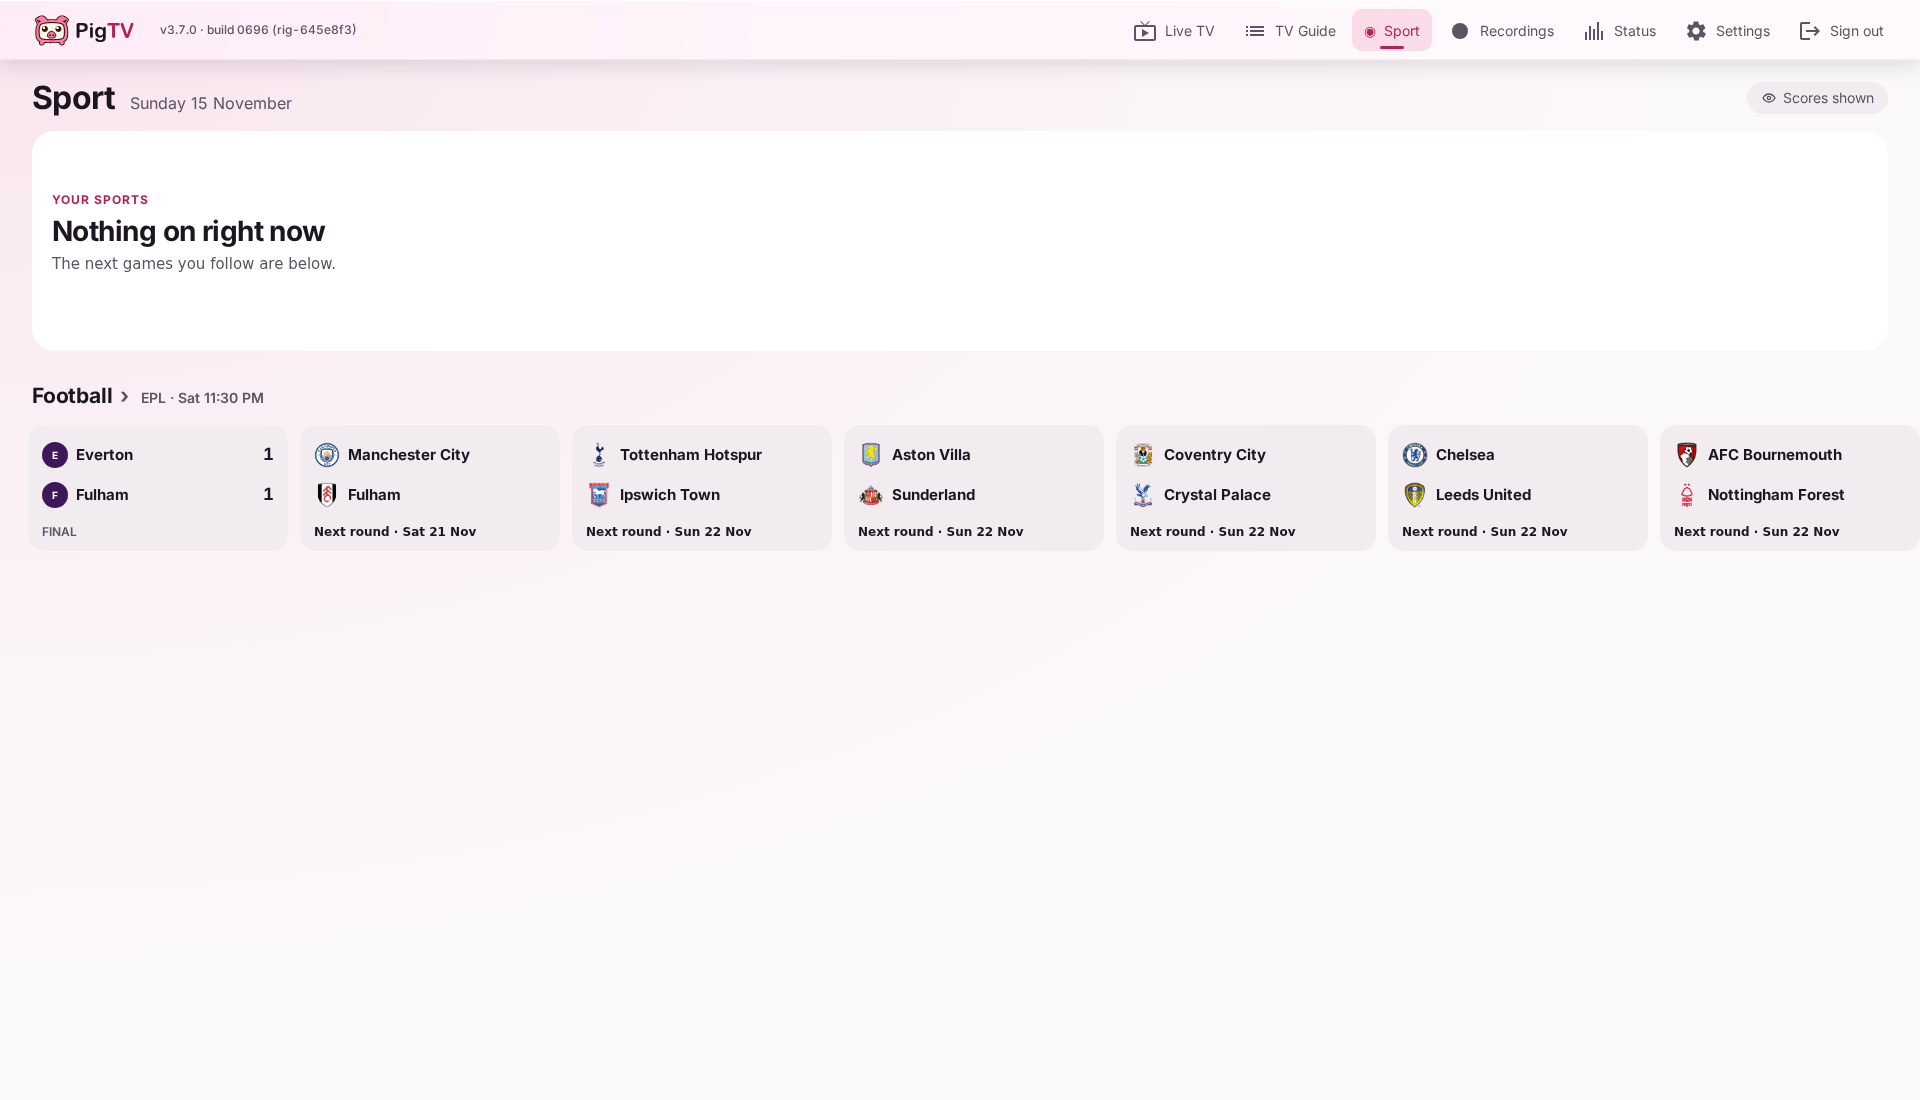 PigTV
v3.7.0 · build 0696 (rig-645e8f3)
Live TV
TV Guide
Sport
Recordings
Status
Settings
Sign out
Sport
Sunday 15 November
Scores shown
YOUR SPORTS
Nothing on right now
The next games you follow are below.
Football ›
EPL · Sat 11:30 PM
E Everton 1
F Fulham 1
FINAL
Manchester City
Fulham
Next round · Sat 21 Nov
Tottenham Hotspur
Ipswich Town
Next round · Sun 22 Nov
Aston Villa
Sunderland
Next round · Sun 22 Nov
Coventry City
Crystal Palace
Next round · Sun 22 Nov
Chelsea
Leeds United
Next round · Sun 22 Nov
AFC Bournemouth
Nottingham Forest
Next round · Sun 22 Nov